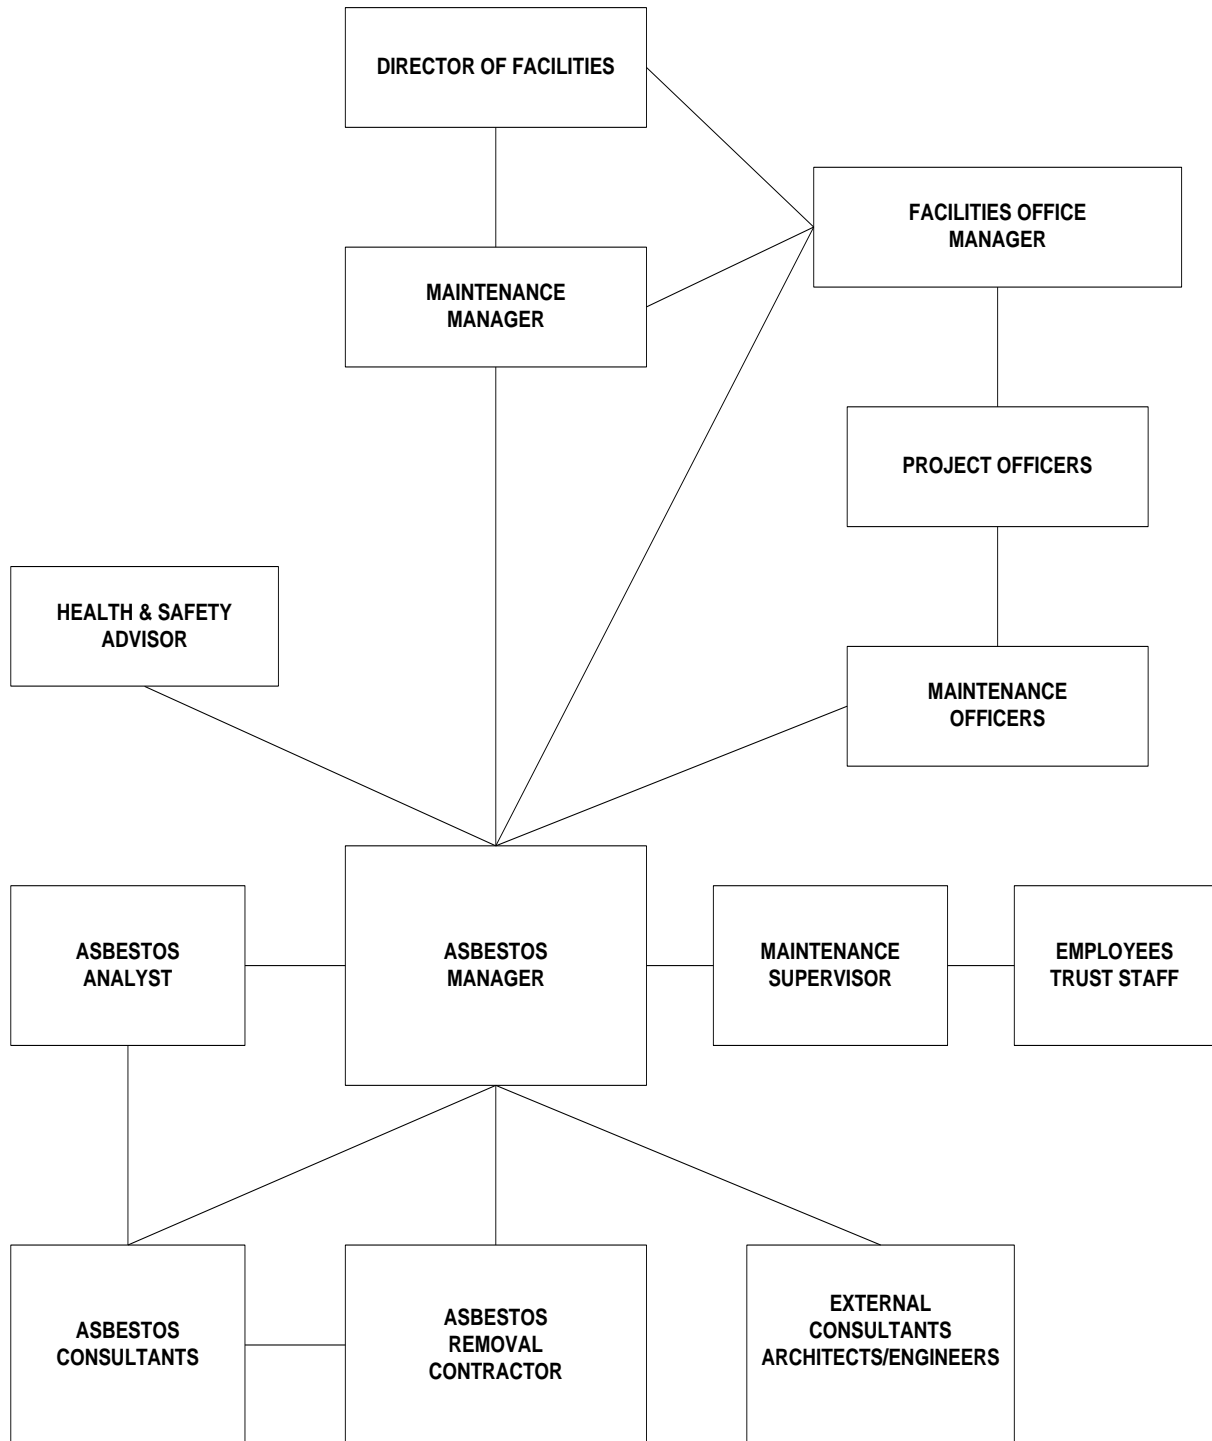 DIRECTOR OF FACILITIES
FACILITIES OFFICE
MANAGER
MAINTENANCE
MANAGER
PROJECT OFFICERS
HEALTH & SAFETY
ADVISOR
MAINTENANCE
OFFICERS
ASBESTOS
ANALYST
ASBESTOS
MANAGER
MAINTENANCE
SUPERVISOR
EMPLOYEES
TRUST STAFF
ASBESTOS
CONSULTANTS
ASBESTOS
REMOVAL
CONTRACTOR
EXTERNAL
CONSULTANTS
ARCHITECTS/ENGINEERS